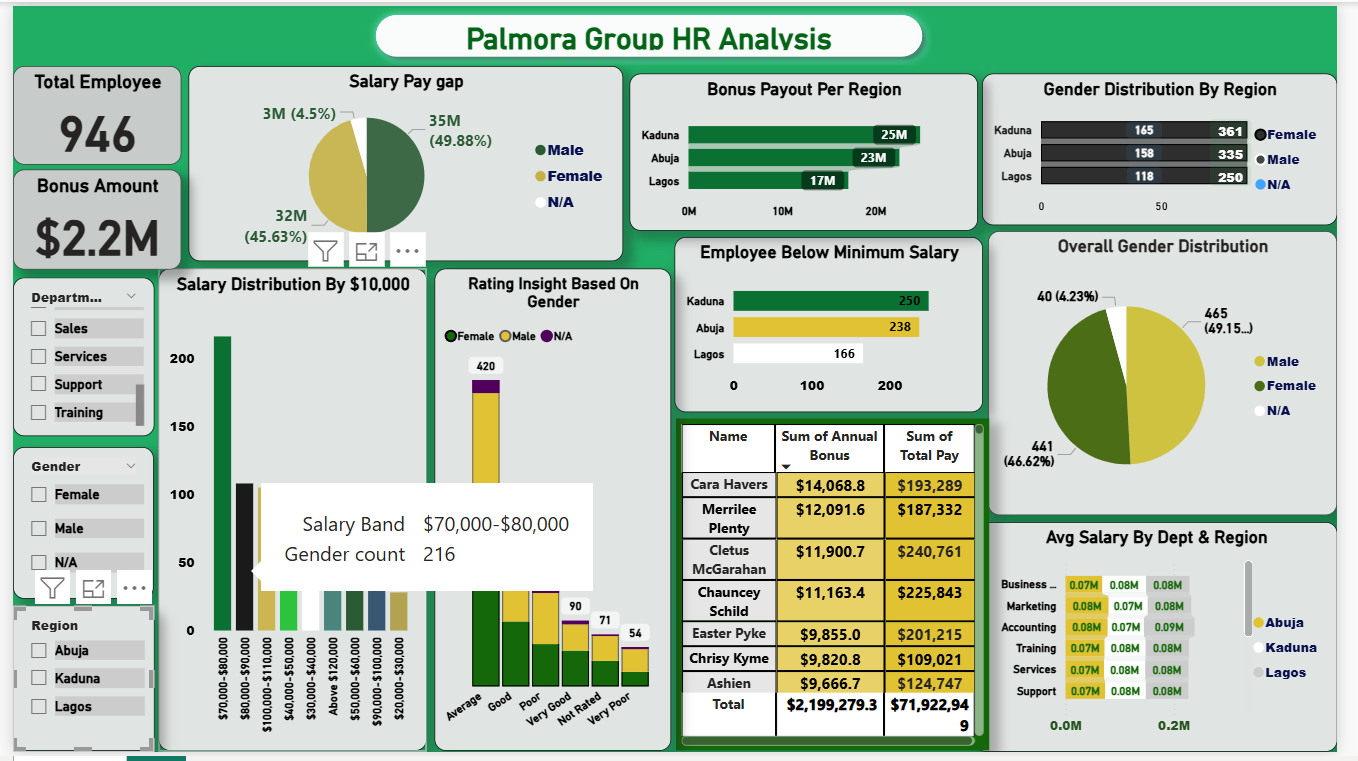 Palmora Group HR Analysis
Total Employee
946
Bonus Amount
$2.2M
Departm...
Sales
Services
Support
Training
Gender
Female
Male
N/A
Region
Abuja
Kaduna
Lagos
Salary Pay gap
3M (4.5%)
35M
(49.88%)
32M
(45.63%)
Male
Female
N/A
Bonus Payout Per Region
Kaduna 25M
Abuja 23M
Lagos 17M
0M 10M 20M
Gender Distribution By Region
Kaduna 165 361
Abuja 158 335
Lagos 118 250
0 50
Female
Male
N/A
Salary Distribution By $10,000
200
150
100
50
0
$70,000-$80,000
$80,000-$90,000
$100,000-$110,000
$40,000-$50,000
$30,000-$40,000
Above $120,000
$50,000-$60,000
$90,000-$100,000
$20,000-$30,000
Salary Band $70,000-$80,000
Gender count 216
Rating Insight Based On
Gender
Female Male N/A
420
90
71
54
Average
Good
Poor
Very Good
Not Rated
Very Poor
Employee Below Minimum Salary
Kaduna 250
Abuja 238
Lagos 166
0 100 200
Name Sum of Annual Sum of
Bonus Total Pay
Cara Havers $14,068.8 $193,289
Merrilee $12,091.6 $187,332
Plenty
Cletus $11,900.7 $240,761
McGarahan
Chauncey $11,163.4 $225,843
Schild
Easter Pyke $9,855.0 $201,215
Chrisy Kyme $9,820.8 $109,021
Ashien $9,666.7 $124,747
Total $2,199,279.3 $71,922,94
9
Overall Gender Distribution
40 (4.23%)
465
(49.15...)
441
(46.62%)
Male
Female
N/A
Avg Salary By Dept & Region
Business ... 0.07M 0.08M 0.08M
Marketing 0.08M 0.07M 0.08M
Accounting 0.08M 0.07M 0.09M
Training 0.07M 0.08M 0.08M
Services 0.07M 0.08M 0.08M
Support 0.07M 0.08M 0.08M
0.0M 0.2M
Abuja
Kaduna
Lagos